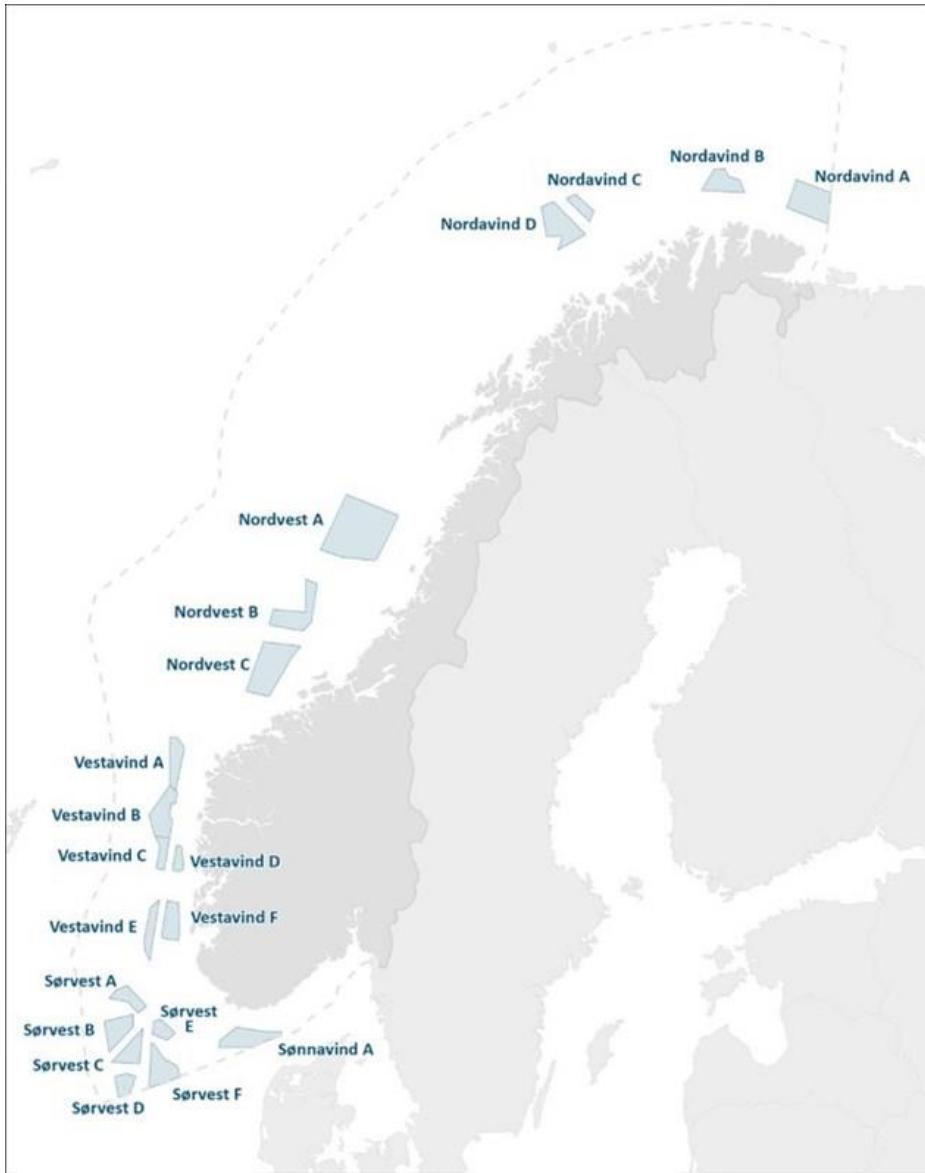 Nordavind B
Nordavind A
Nordavind C
Nordavind D
Nordvest A
Nordvest B
Nordvest C
Vestavind A
Vestavind B
Vestavind C
Vestavind D
Vestavind E
Vestavind F
Sørvest A
Sørvest
E
Sørvest B
Sønnavind A
Sørvest C
Sørvest F
Sørvest D